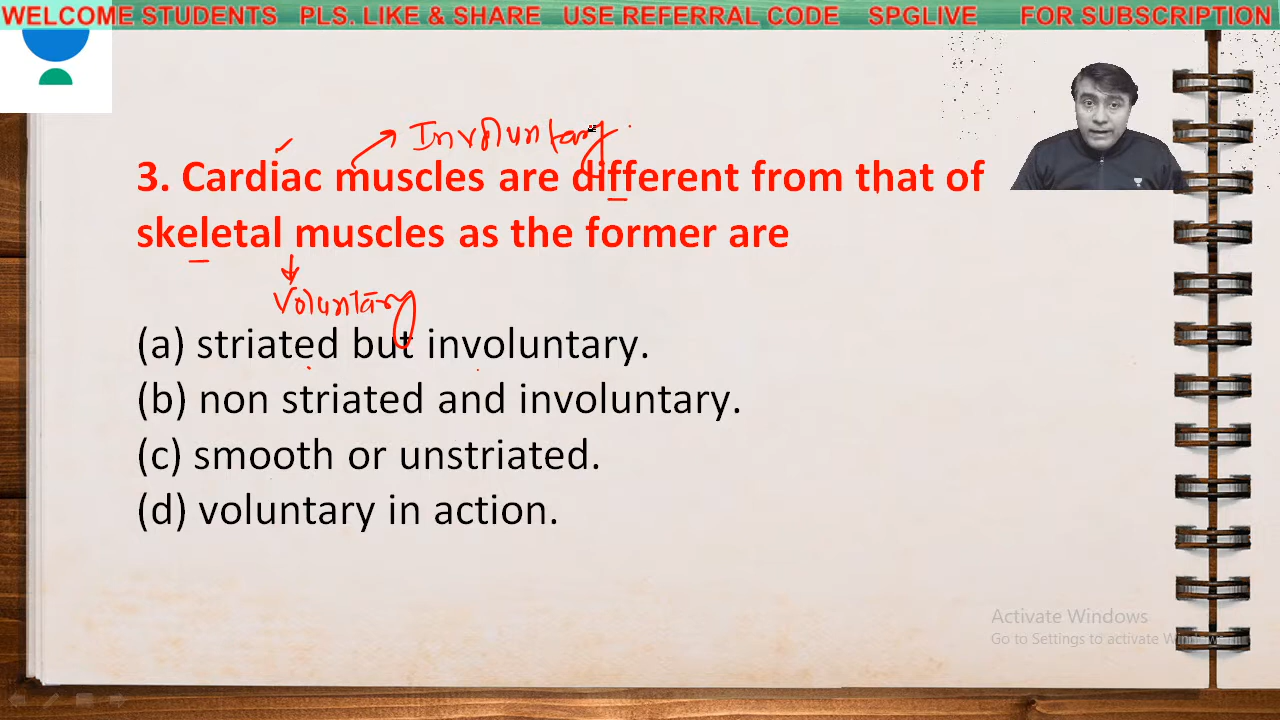 WELCOME STUDENTS PLS. LIKE & SHARE USE REFERRAL CODE SPGLIVE FOR SUBSCRIPTION
Involuntary
3. Cardiac muscles are different from that of
skeletal muscles as the former are
Voluntary
(a) striated but involuntary.
(b) non striated and involuntary.
(c) smooth or unstriated.
(d) voluntary in action.
Activate Windows
Go to Settings to activate Windows